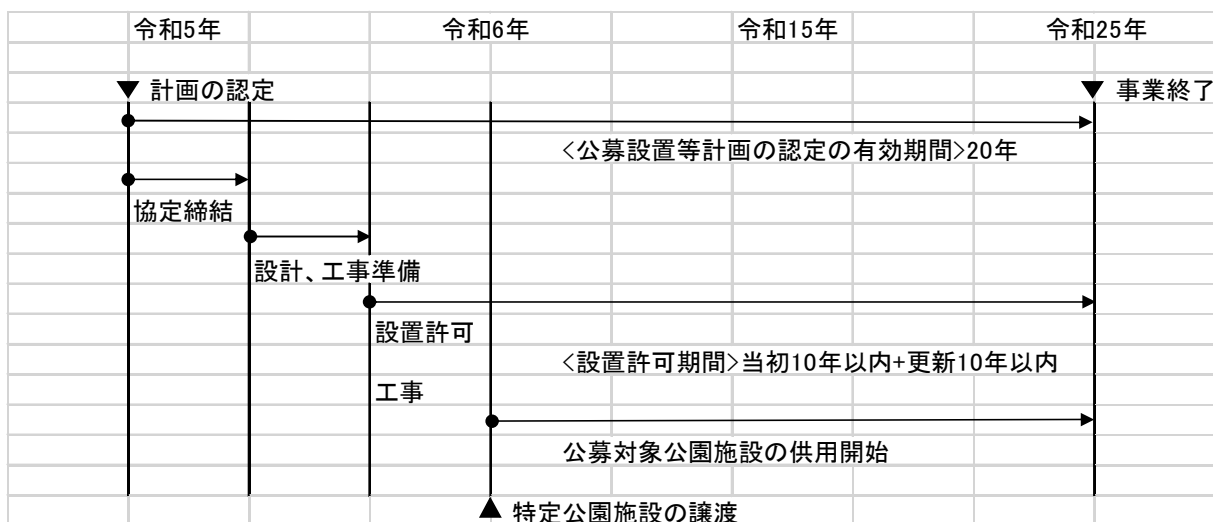 令和5年 令和6年 令和15年 令和25年
▼ 計画の認定 ▼ 事業終了
<公募設置等計画の認定の有効期間>20年
協定締結
設計、工事準備
設置許可
<設置許可期間>当初10年以内+更新10年以内
工事
公募対象公園施設の供用開始
▲ 特定公園施設の譲渡